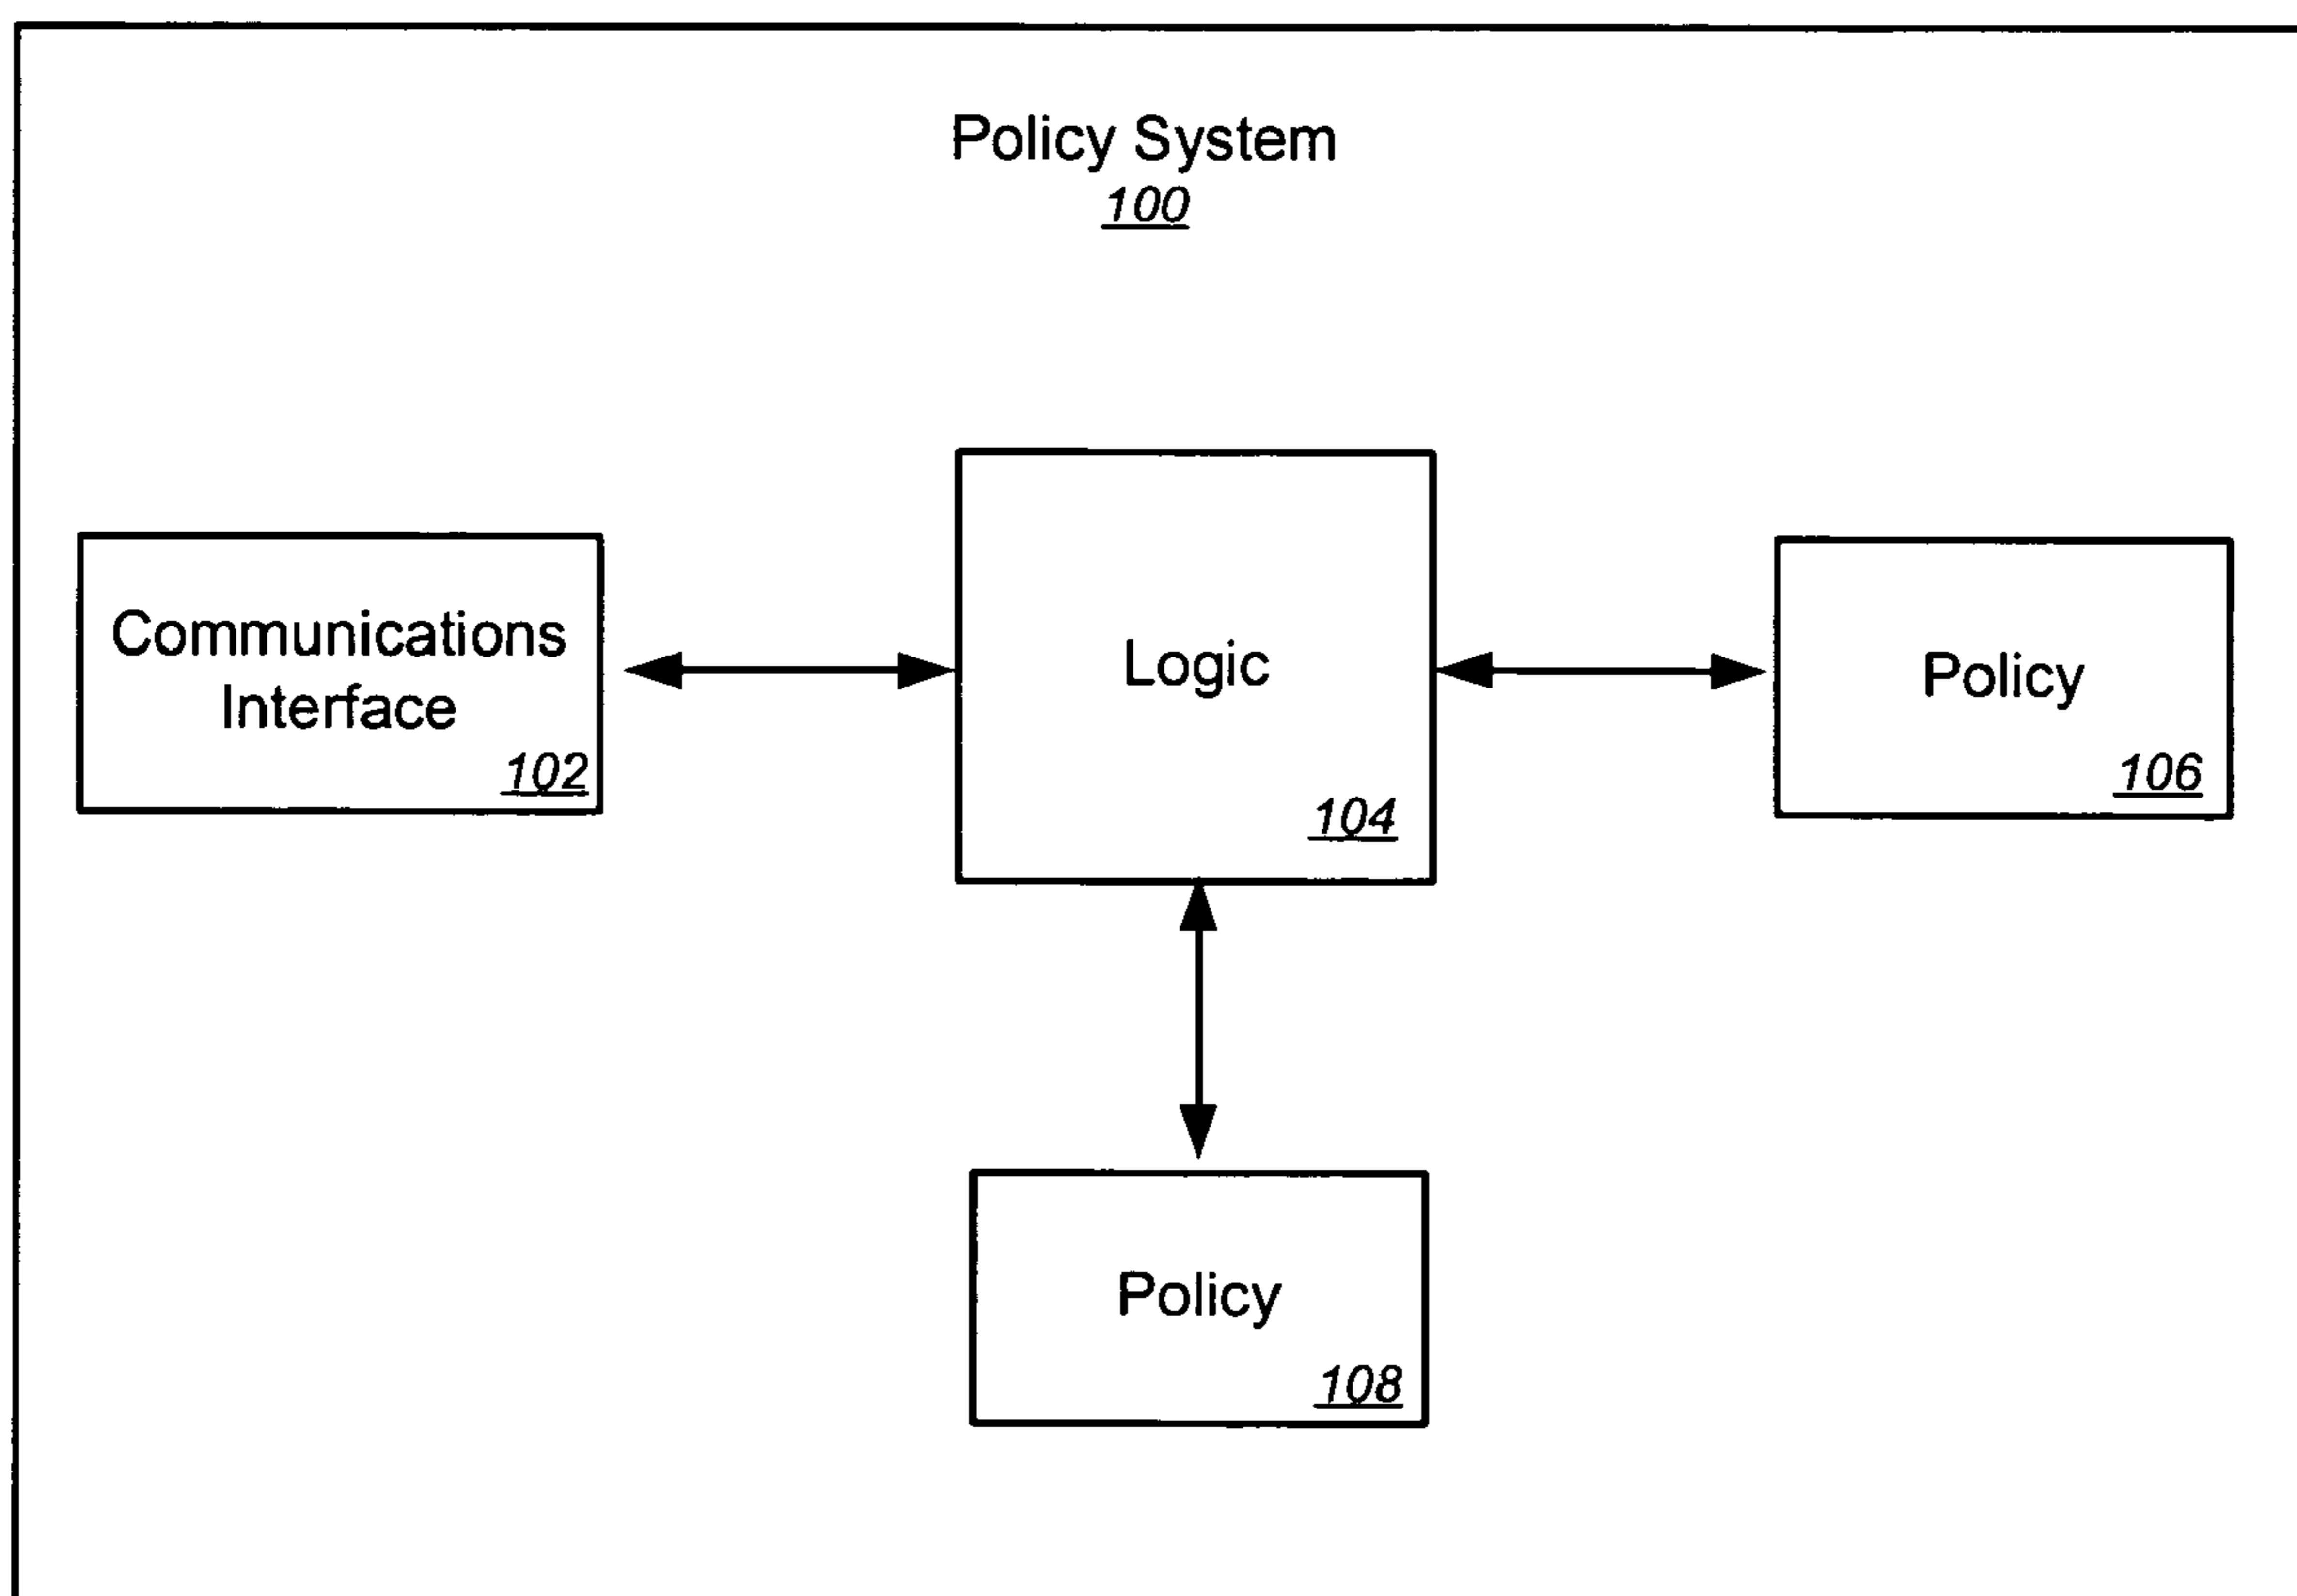 Policy System
100
Communications
Interface
102
Logic
104
Policy
106
Policy
108